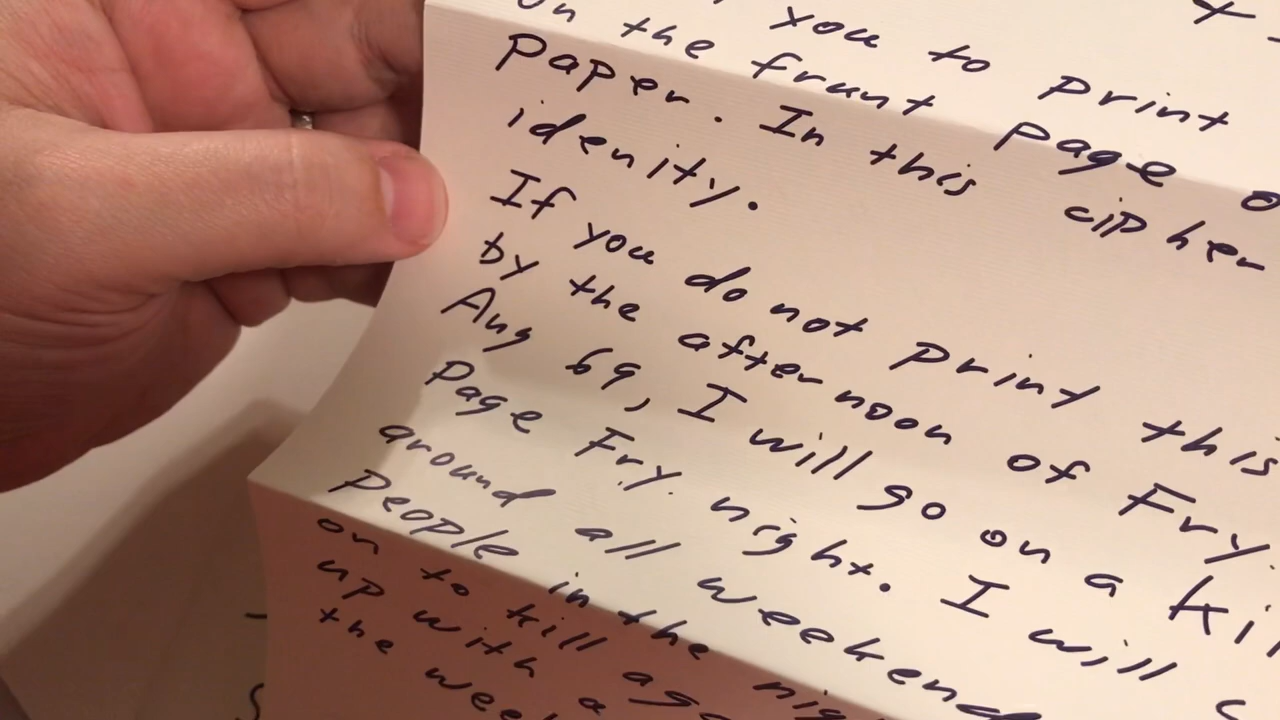 you to print
on the frunt page
paper. In this cipher
idenity.
If you do not print this
by the afternoon of Fry.
Aug 69, I will go on a
Page Fry. night. I will
around all weekend
people in the
on to kill
up with a
the